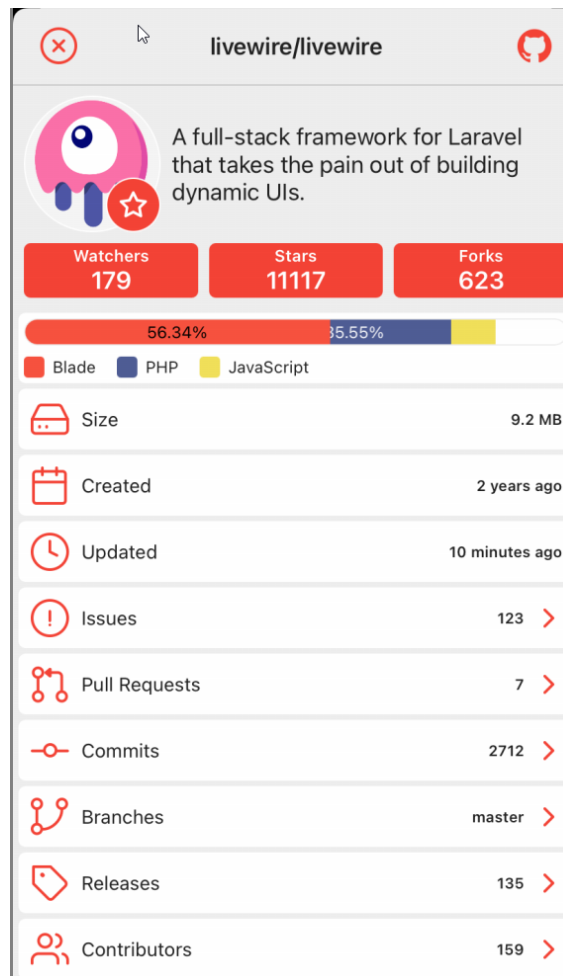 livewire/livewire
A full-stack framework for Laravel
that takes the pain out of building
dynamic UIs.
Watchers
179
Stars
11117
Forks
623
56.34%
35.55%
Blade PHP JavaScript
Size 9.2 MB
Created 2 years ago
Updated 10 minutes ago
Issues 123
Pull Requests 7
Commits 2712
Branches master
Releases 135
Contributors 159